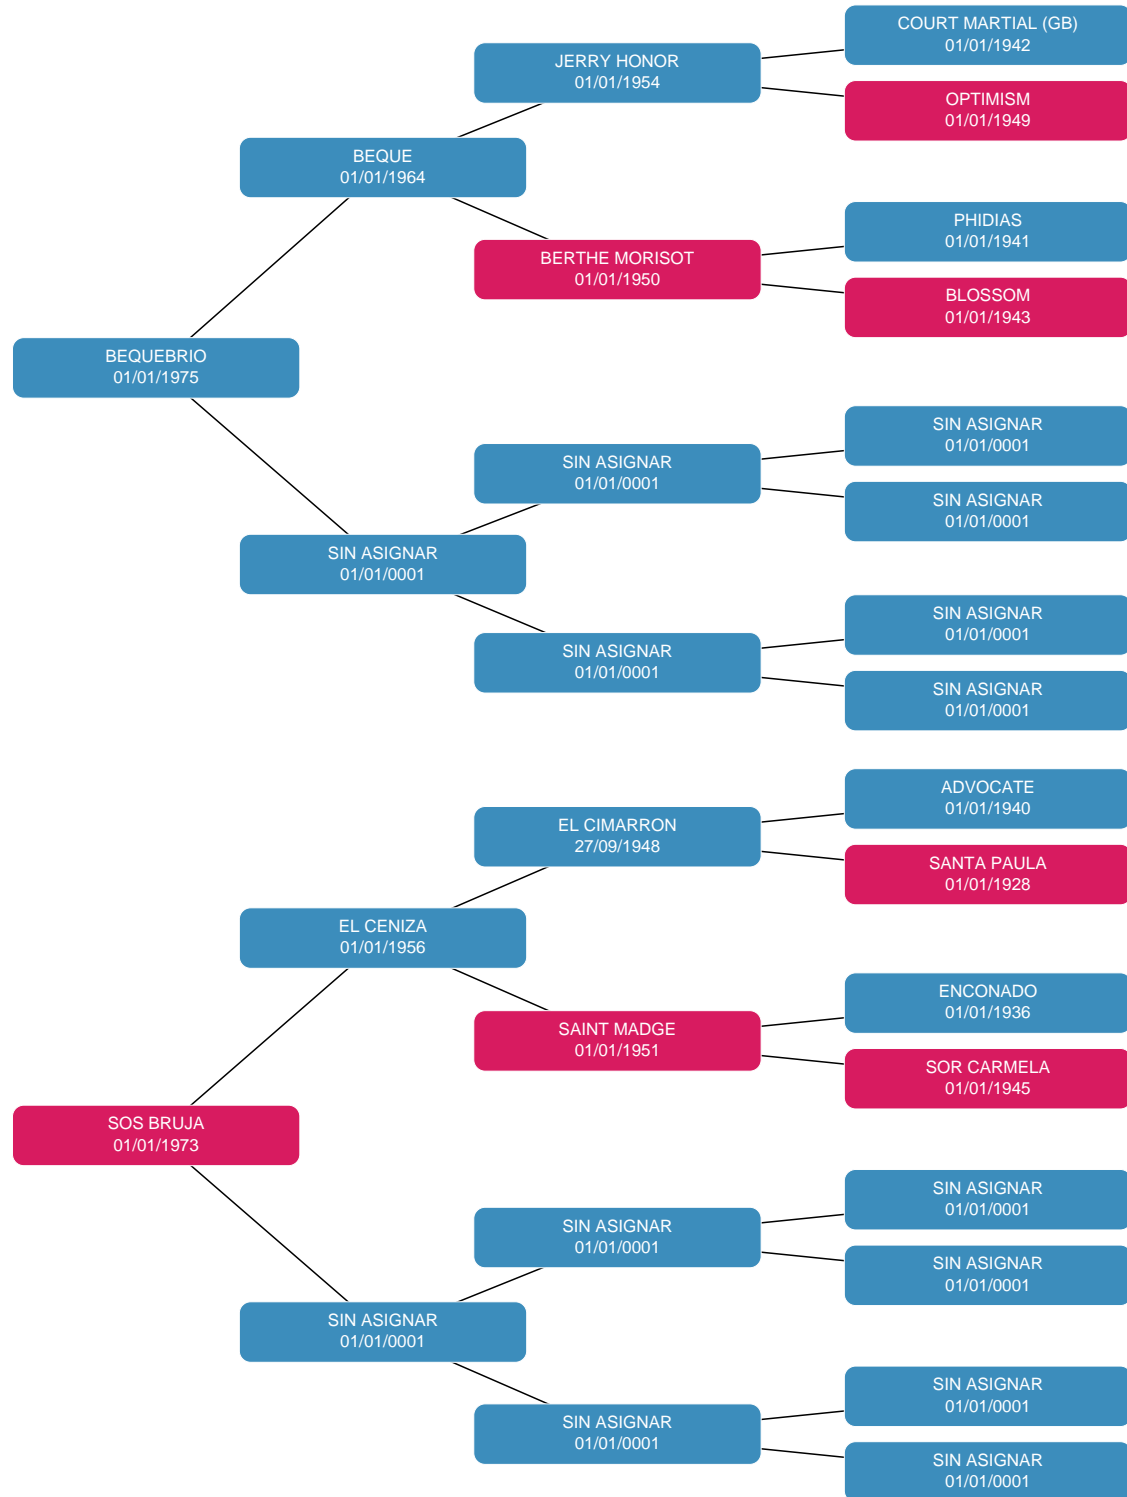 COURT MARTIAL (GB)
01/01/1942
JERRY HONOR
01/01/1954
OPTIMISM
01/01/1949
BEQUE
01/01/1964
PHIDIAS
01/01/1941
BERTHE MORISOT
01/01/1950
BLOSSOM
01/01/1943
BEQUEBRIO
01/01/1975
SIN ASIGNAR
01/01/0001
SIN ASIGNAR
01/01/0001
SIN ASIGNAR
01/01/0001
SIN ASIGNAR
01/01/0001
SIN ASIGNAR
01/01/0001
SIN ASIGNAR
01/01/0001
SIN ASIGNAR
01/01/0001
ADVOCATE
01/01/1940
EL CIMARRON
27/09/1948
SANTA PAULA
01/01/1928
EL CENIZA
01/01/1956
ENCONADO
01/01/1936
SAINT MADGE
01/01/1951
SOR CARMELA
01/01/1945
SOS BRUJA
01/01/1973
SIN ASIGNAR
01/01/0001
SIN ASIGNAR
01/01/0001
SIN ASIGNAR
01/01/0001
SIN ASIGNAR
01/01/0001
SIN ASIGNAR
01/01/0001
SIN ASIGNAR
01/01/0001
SIN ASIGNAR
01/01/0001